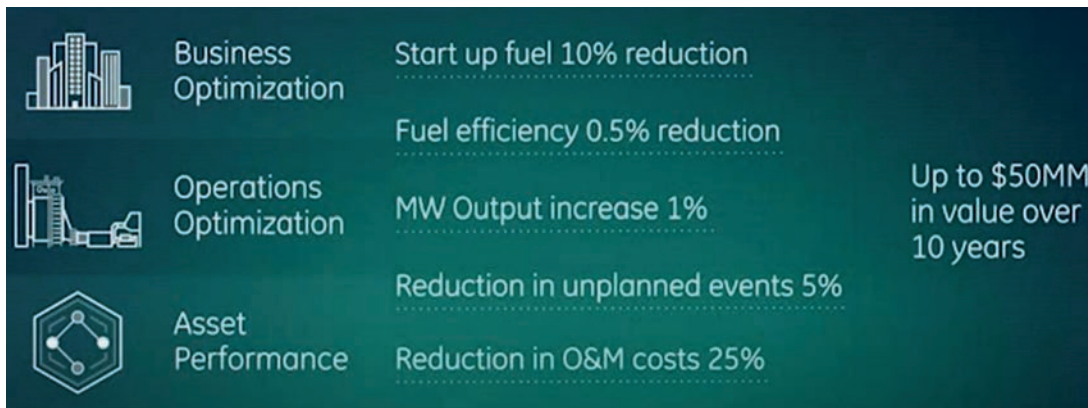 Business
Optimization
Start up fuel 10% reduction
Fuel efficiency 0.5% reduction
Operations
Optimization
MW Output increase 1%
Reduction in unplanned events 5%
Asset
Performance
Reduction in O&M costs 25%
Up to $50MM
in value over
10 years